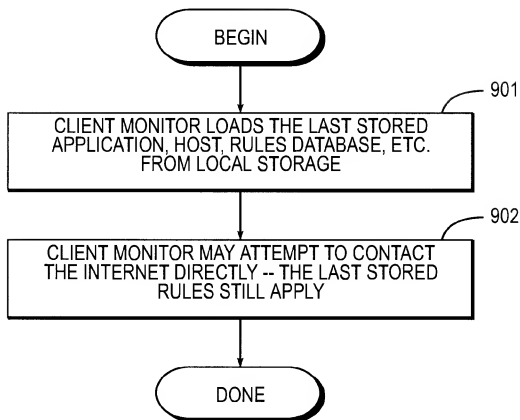 BEGIN
901
CLIENT MONITOR LOADS THE LAST STORED
APPLICATION, HOST, RULES DATABASE, ETC.
FROM LOCAL STORAGE
902
CLIENT MONITOR MAY ATTEMPT TO CONTACT
THE INTERNET DIRECTLY -- THE LAST STORED
RULES STILL APPLY
DONE